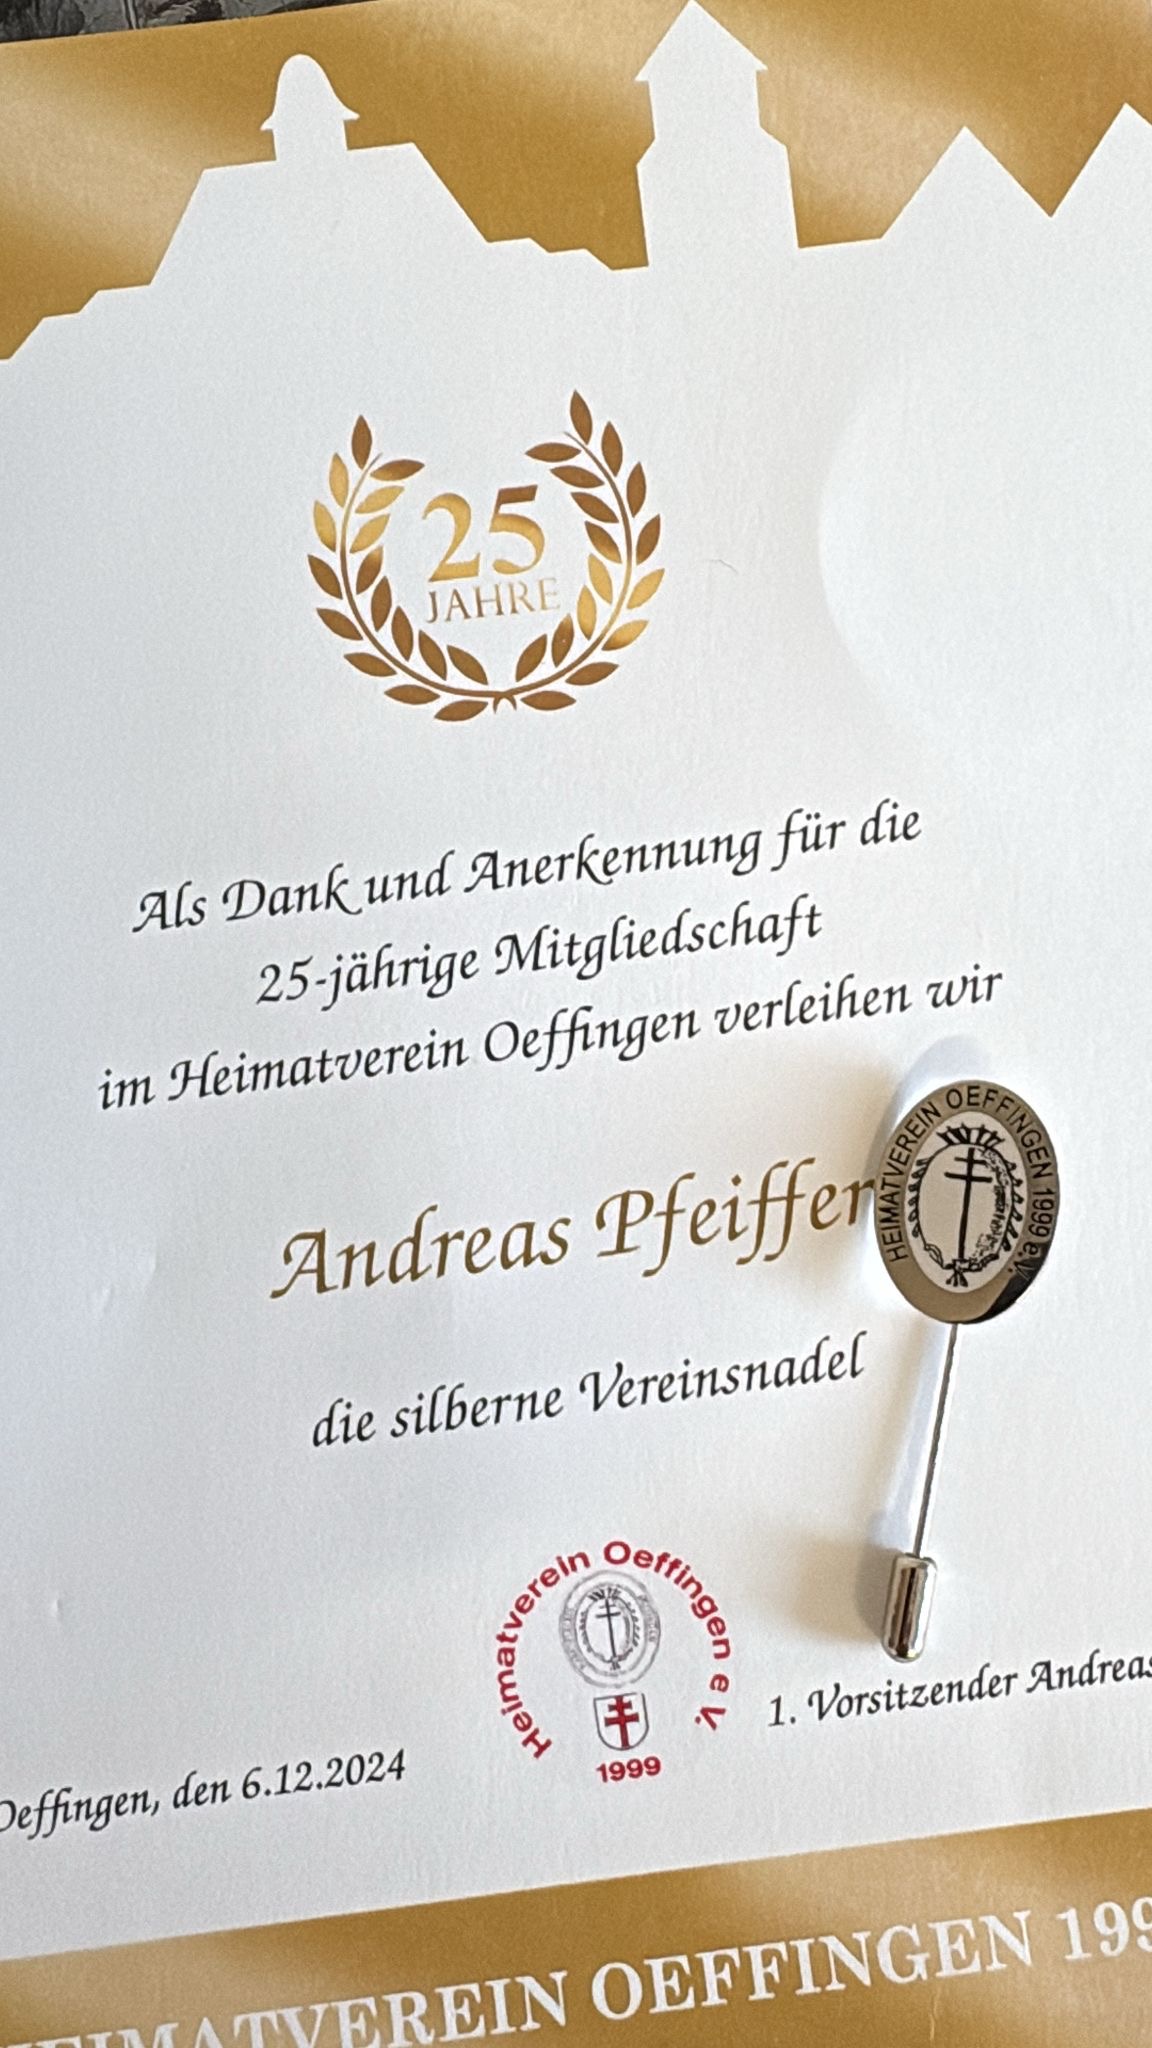 25
JAHRE
Als Dank und Anerkennung für die
25-jährige Mitgliedschaft
im Heimatverein Oeffingen verleihen wir
Andreas Pfeiffer
HEIMATVEREIN OEFFINGEN 1999 e.V.
die silberne Vereinsnadel
Heimatverein Oeffingen e.V.
1999
1. Vorsitzender Andreas
Oeffingen, den 6.12.2024
HEIMATVEREIN OEFFINGEN 199